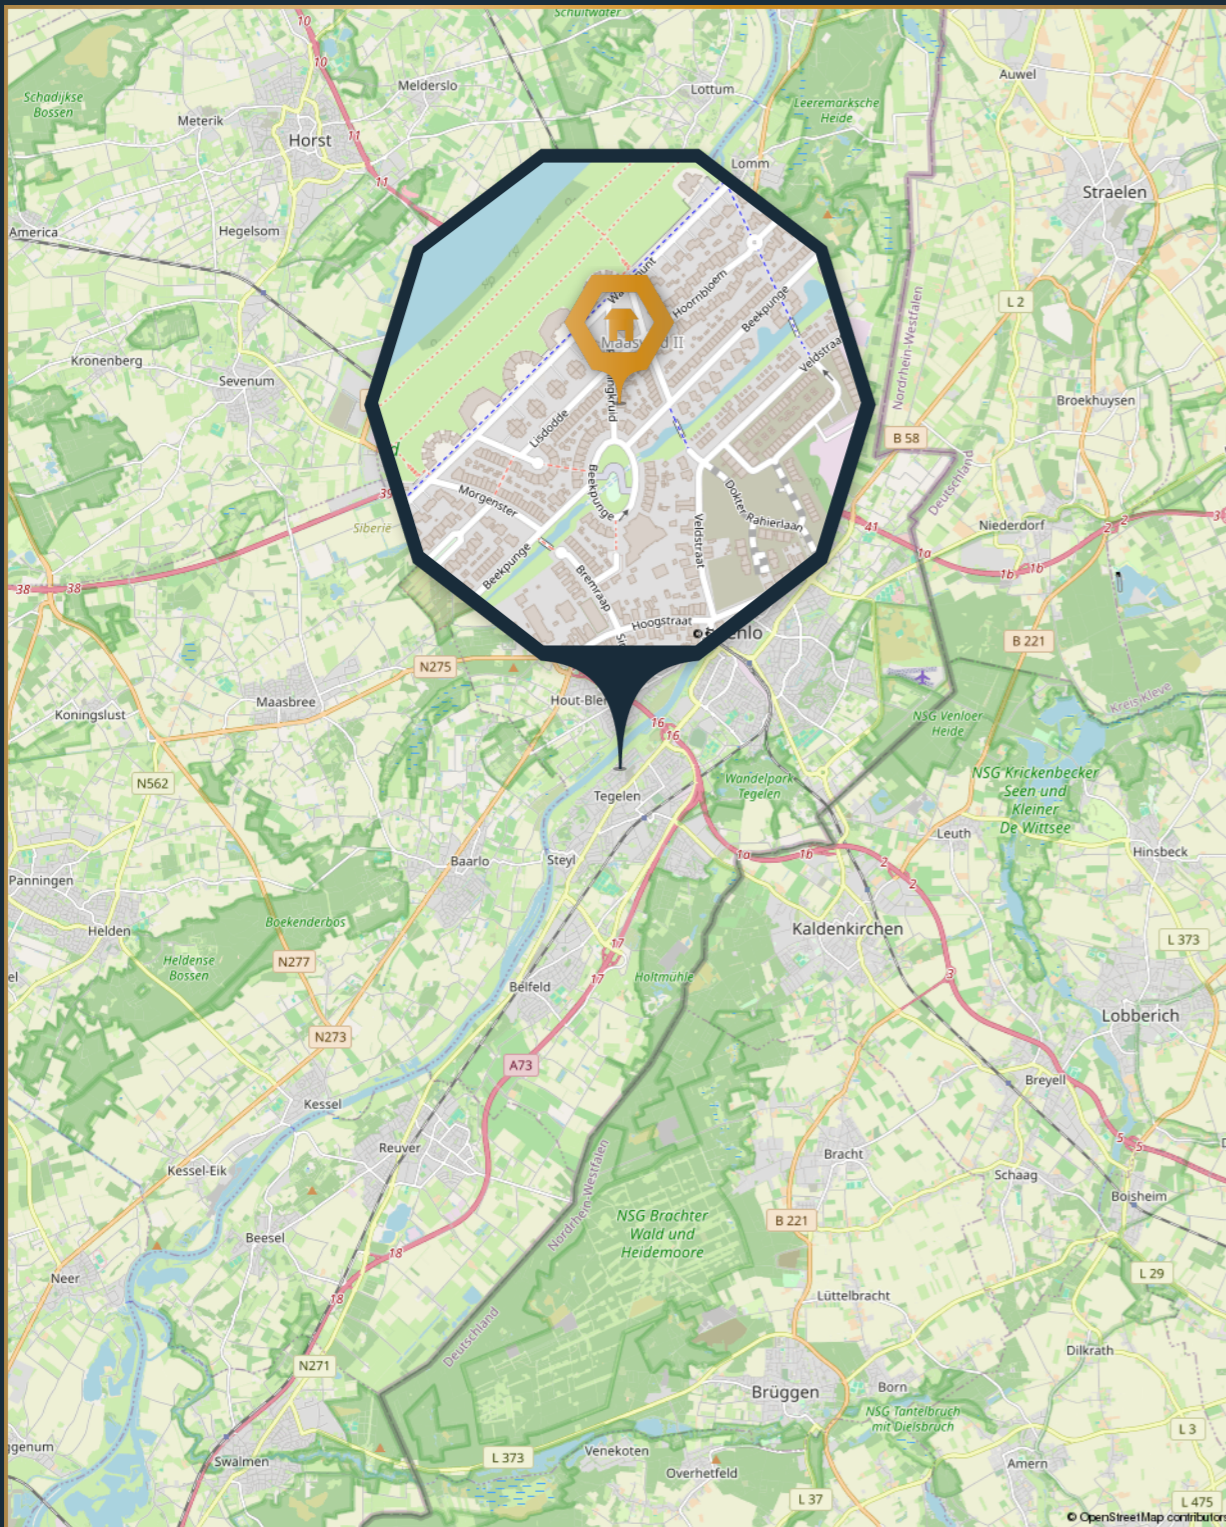 10
Schuitwater
10
Melderslo
Lottum
Auwel
Schadijkse
Bossen
Leeremarksche
Heide
Meterik
11
Horst
Lomm
11
Straelen
America
Hegelsom
L 2
Nordrhein-Westfalen
Hoornbloem
Beekpunge
Veldstraat
Kronenberg
Sevenum
Broekhuysen
Lisdodde
B 58
Deutschland
Beekpunge
Morgenster
Dokter Rahierlaan
Veldstraat
39
Siberië
41
Niederdorf
2
2
1a
1b
1b
38
38
Beekpunge
Bremraap
Hoogstraat
B 221
N275
Maasbree
Koningslust
Kreis Kleve
16
16
NSG Venloer
Heide
N562
Wandelpark
Tegelen
NSG Krickenbecker
Seen und
Kleiner
De Wittsee
Tegelen
Leuth
Hinsbeck
Baarlo
Steyl
1a
1b
2
2
Panningen
Helden
Boekenderbos
Kaldenkirchen
L 373
N277
Heldense
Bossen
17
17
Holtmühle
3
Belfeld
Lobberich
N273
A73
Breyell
Kessel
Reuver
5
5
Bracht
Kessel-Eik
Schaag
Boisheim
Nordrhein-Westfalen
NSG Brachter
Wald und
Heidemoore
B 221
Beesel
18
Neer
18
L 29
Lüttelbracht
Deutschland
Dilkrath
N271
Brüggen
Born
NSG Tantelbruch
mit Dielsbruch
L 3
Venekoten
L 373
Swalmen
Overhetfeld
Amern
L 37
L 475
© OpenStreetMap contributors